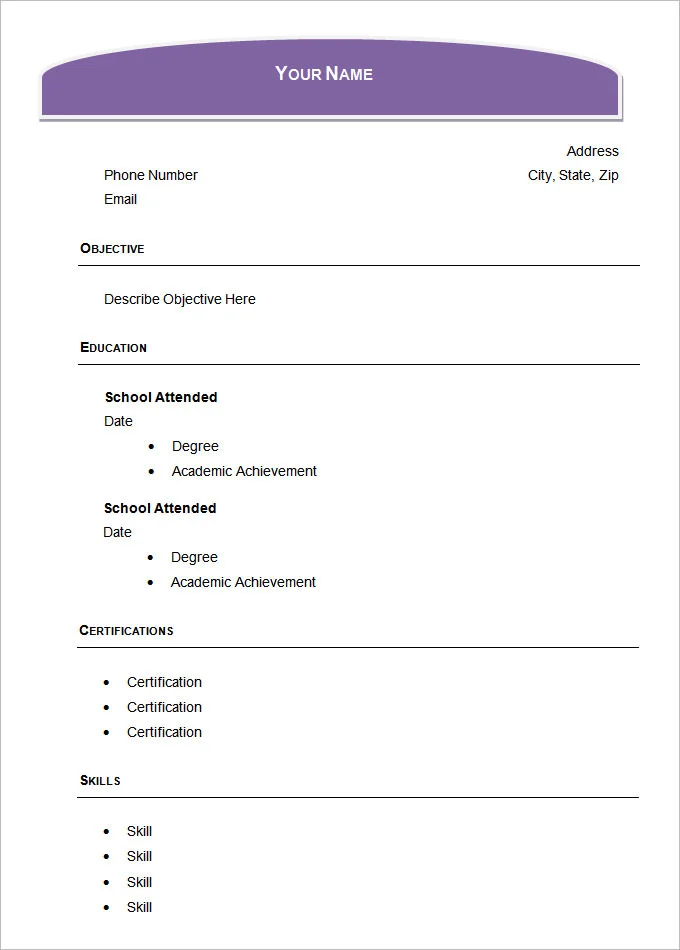 YOUR NAME
Address
Phone Number City, State, Zip
Email
OBJECTIVE
Describe Objective Here
EDUCATION
School Attended
Date
• Degree
• Academic Achievement
School Attended
Date
• Degree
• Academic Achievement
CERTIFICATIONS
• Certification
• Certification
• Certification
SKILLS
• Skill
• Skill
• Skill
• Skill